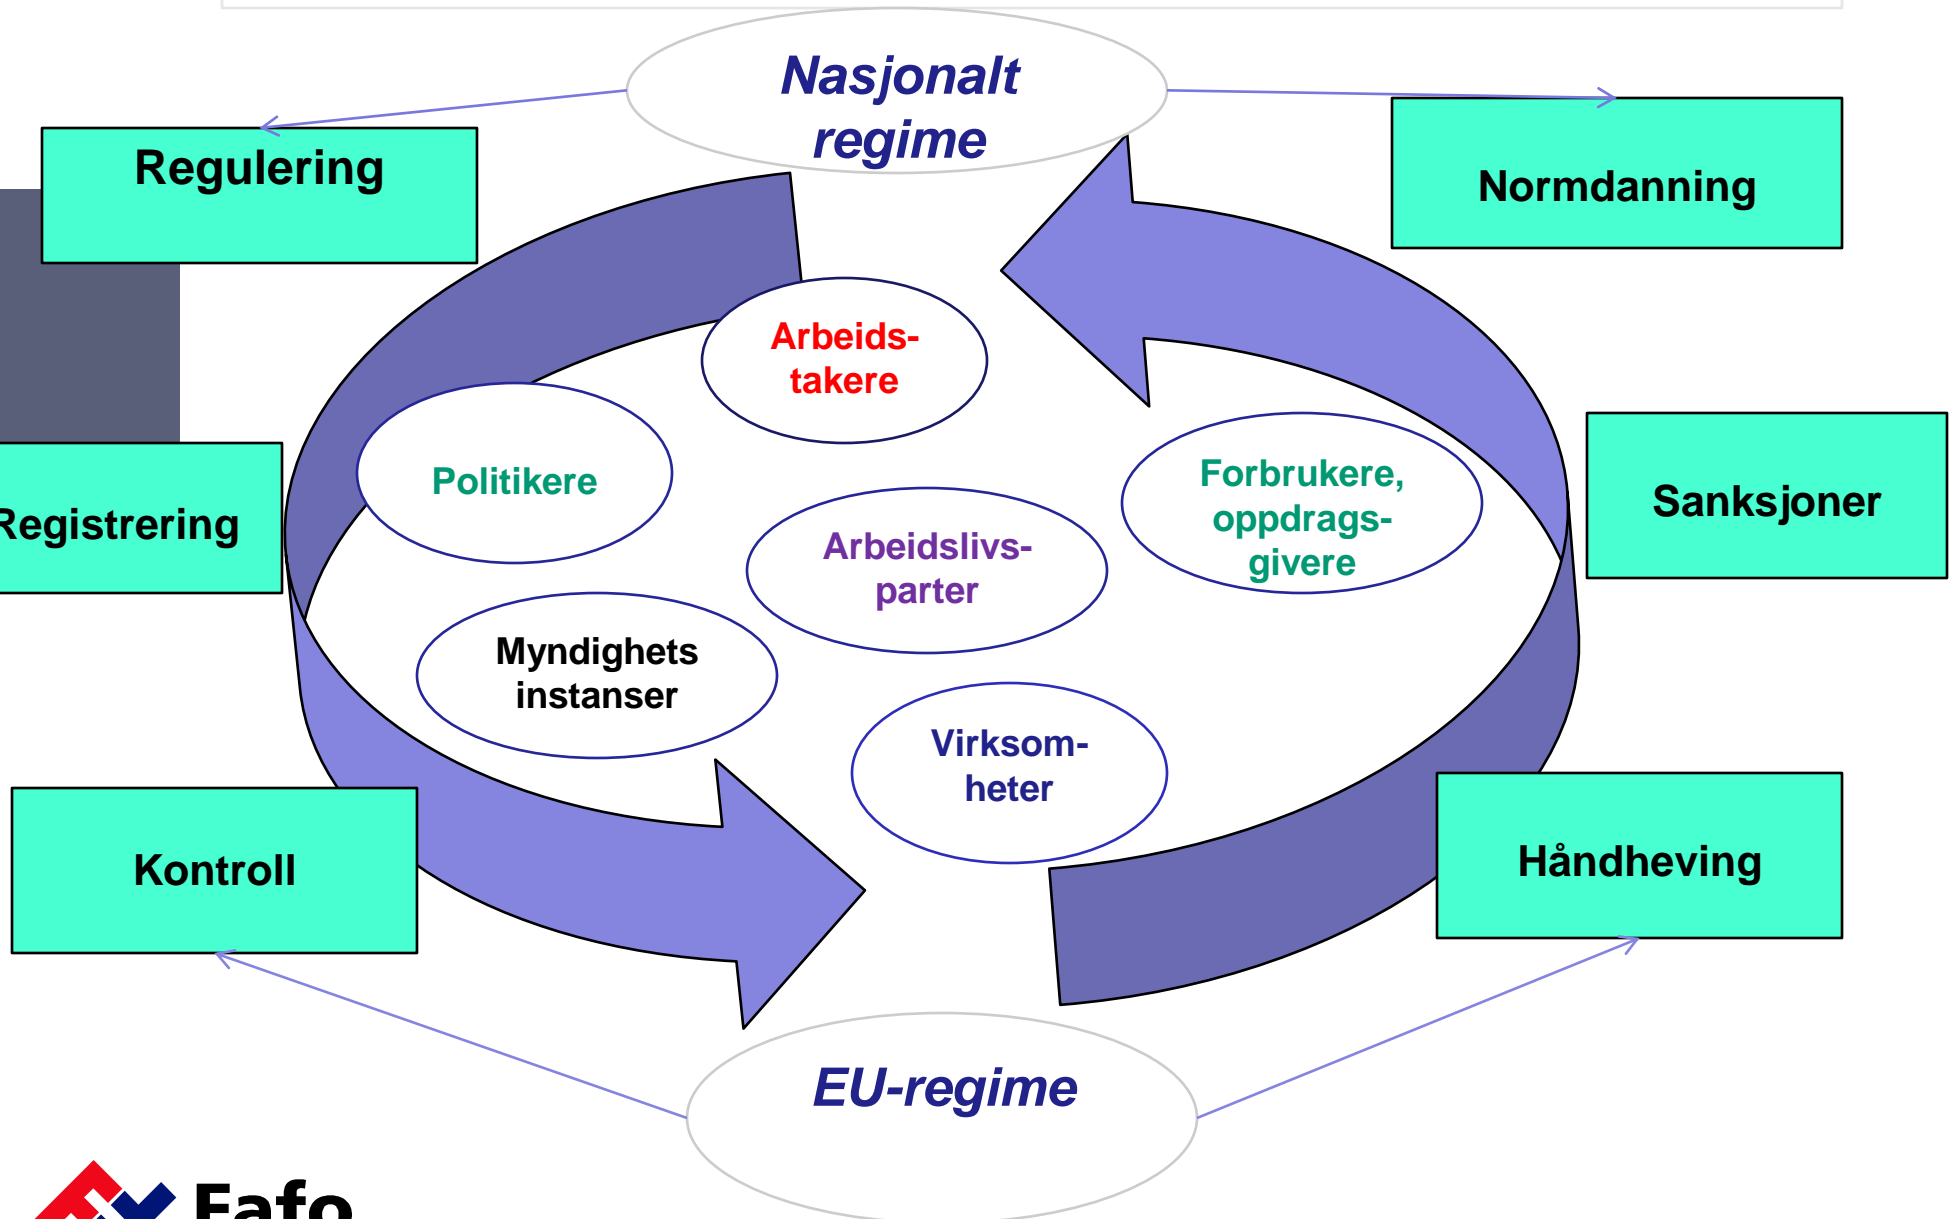 Nasjonalt
regime
Regulering
Normdanning
Arbeids-
takere
Politikere
Forbrukere,
oppdrags-
givere
Registrering
Sanksjoner
Arbeidslivs-
parter
Myndighets
instanser
Virksom-
heter
Kontroll
Håndheving
EU-regime
Fafo